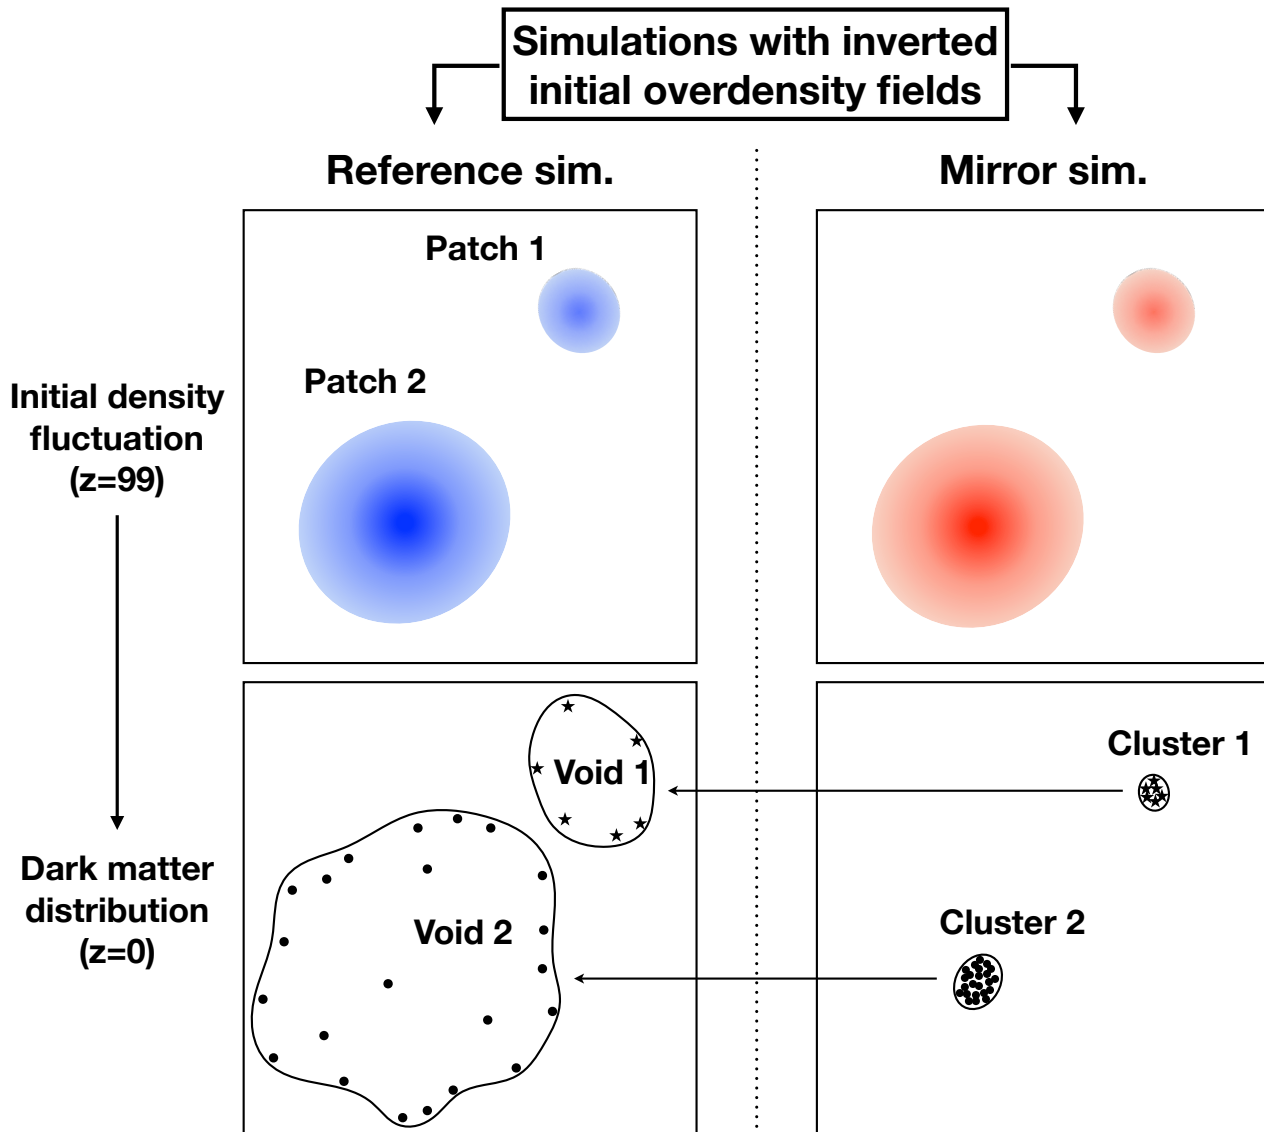 Simulations with inverted
initial overdensity fields
Reference sim.
Mirror sim.
Patch 1
Patch 2
Initial density
fluctuation
(z=99)
Void 1
Cluster 1
Void 2
Cluster 2
Dark matter
distribution
(z=0)